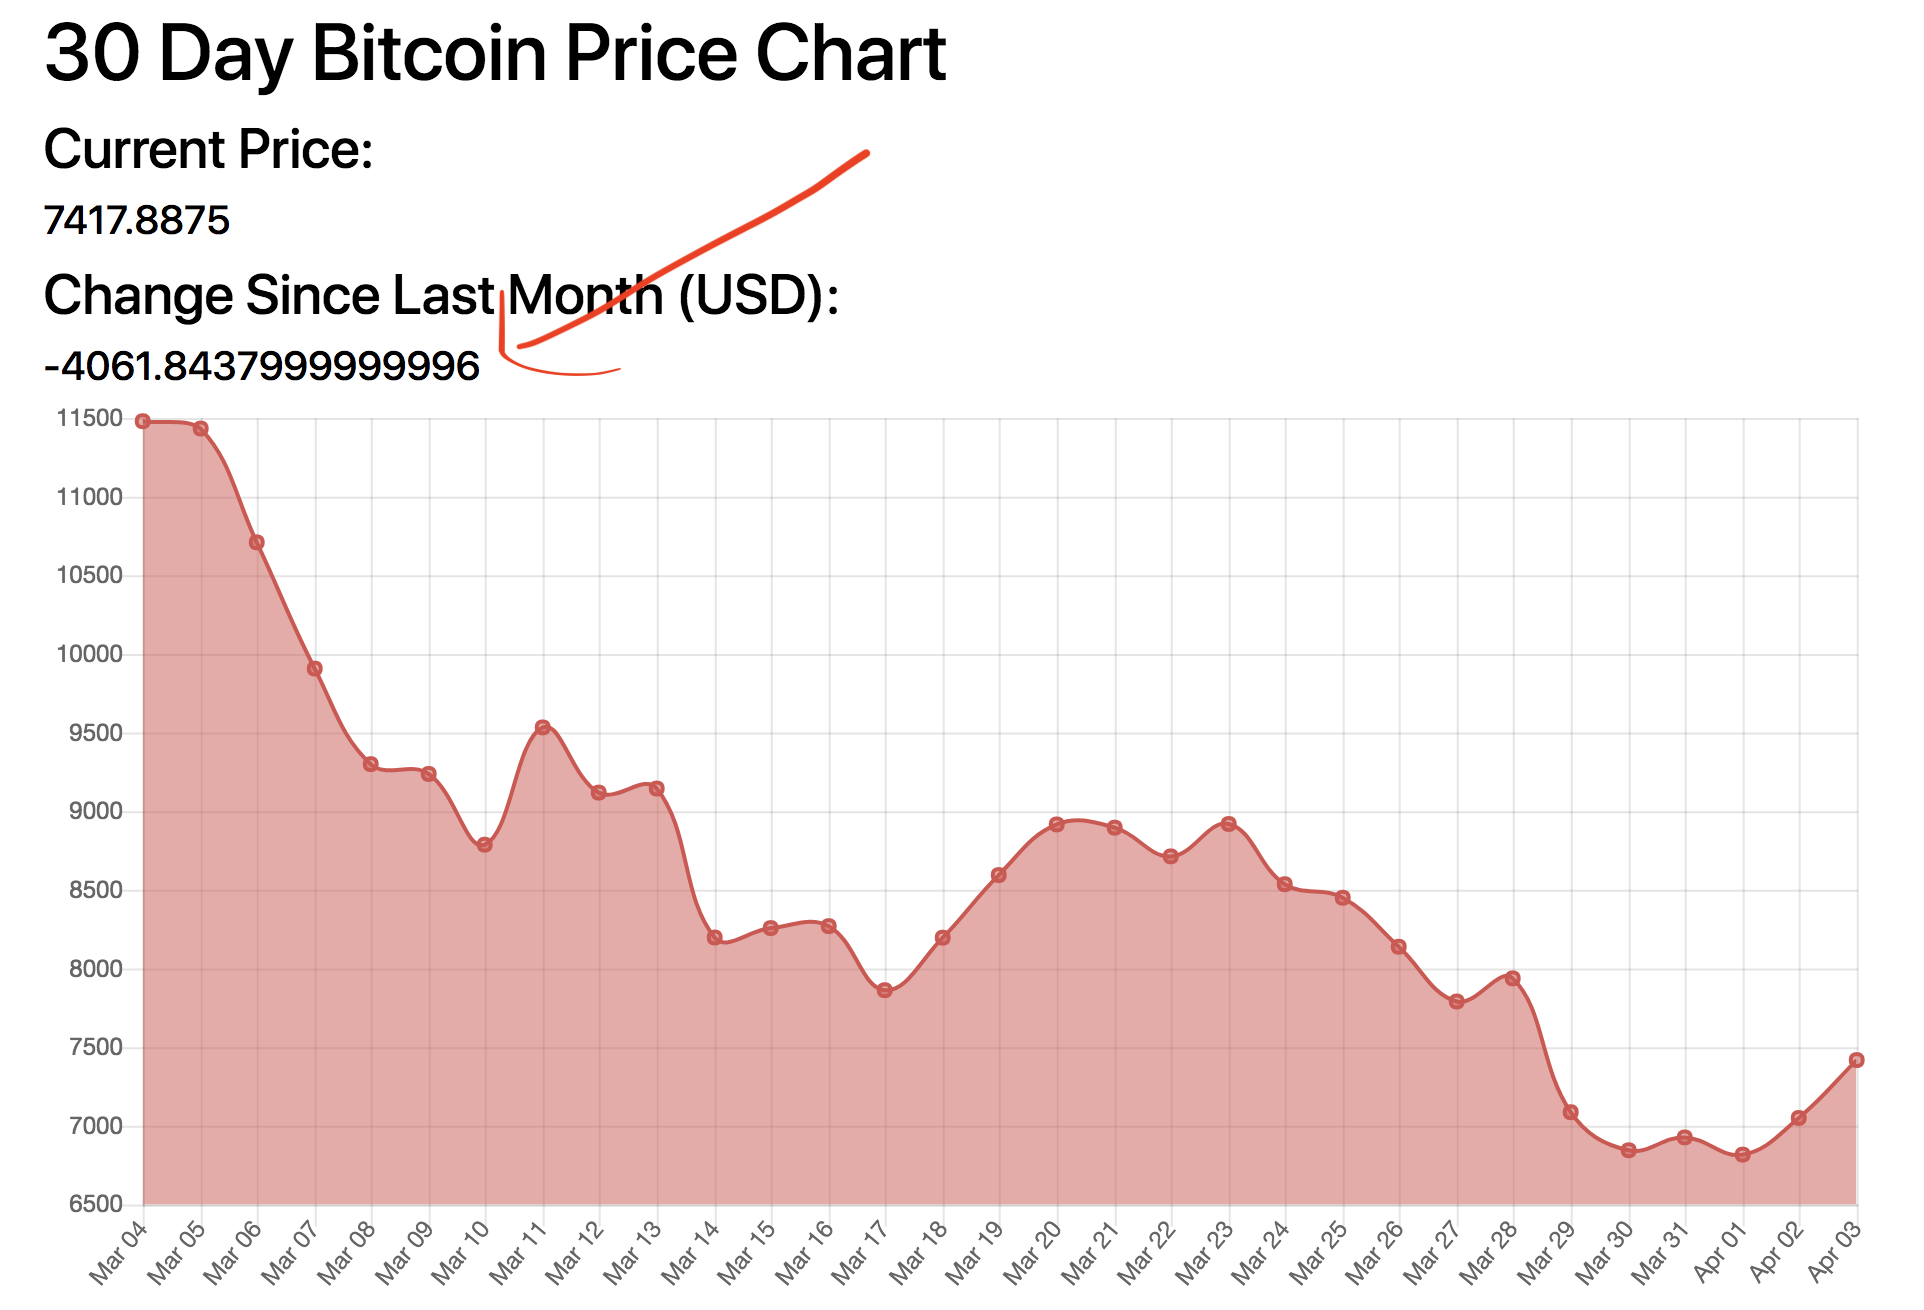 30 Day Bitcoin Price Chart
Current Price:
7417.8875
Change Since Last Month (USD):
-4061.8437999999996
11500
11000
10500
10000
9500
9000
8500
8000
7500
7000
6500
Mar 04
Mar 05
Mar 06
Mar 07
Mar 08
Mar 09
Mar 10
Mar 11
Mar 12
Mar 13
Mar 14
Mar 15
Mar 16
Mar 17
Mar 18
Mar 19
Mar 20
Mar 21
Mar 22
Mar 23
Mar 24
Mar 25
Mar 26
Mar 27
Mar 28
Mar 29
Mar 30
Mar 31
Apr 01
Apr 02
Apr 03